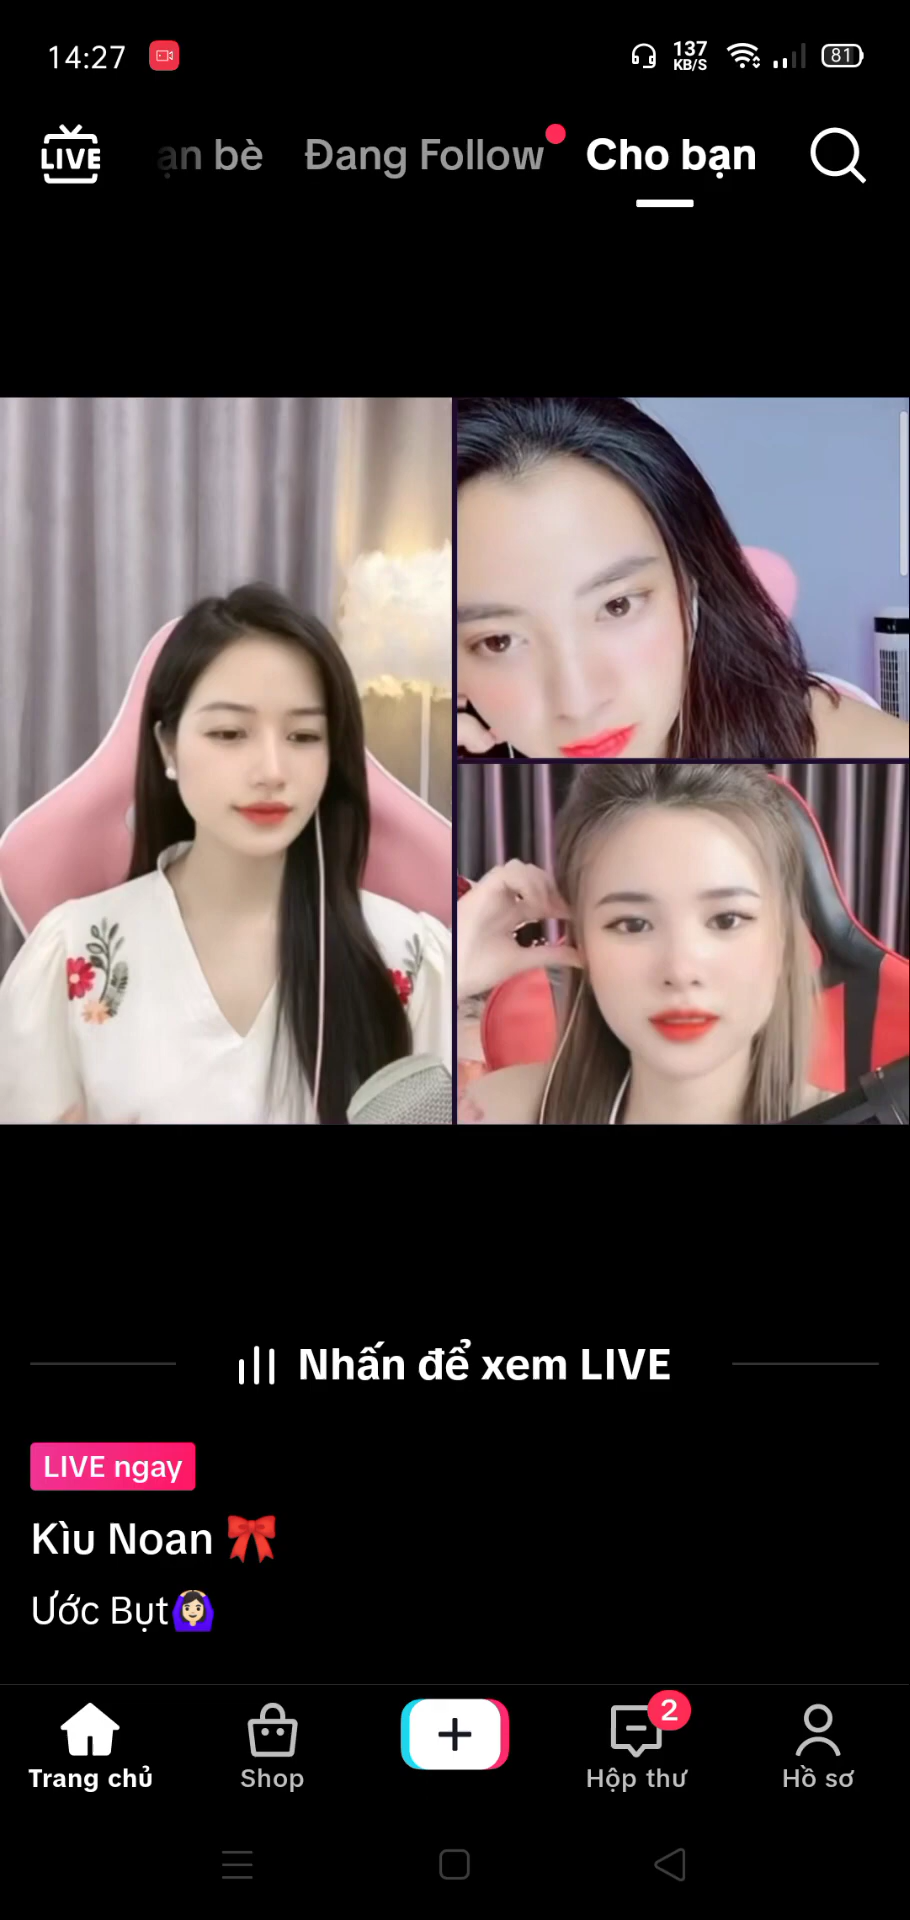 14:27
137
KB/S
81
LIVE
ạn bè
Đang Follow
Cho bạn
Nhấn để xem LIVE
LIVE ngay
Kìu Noan 🎀
Ước Bụt🙆🏻‍♀️
2
Trang chủ
Shop
Hộp thư
Hồ sơ